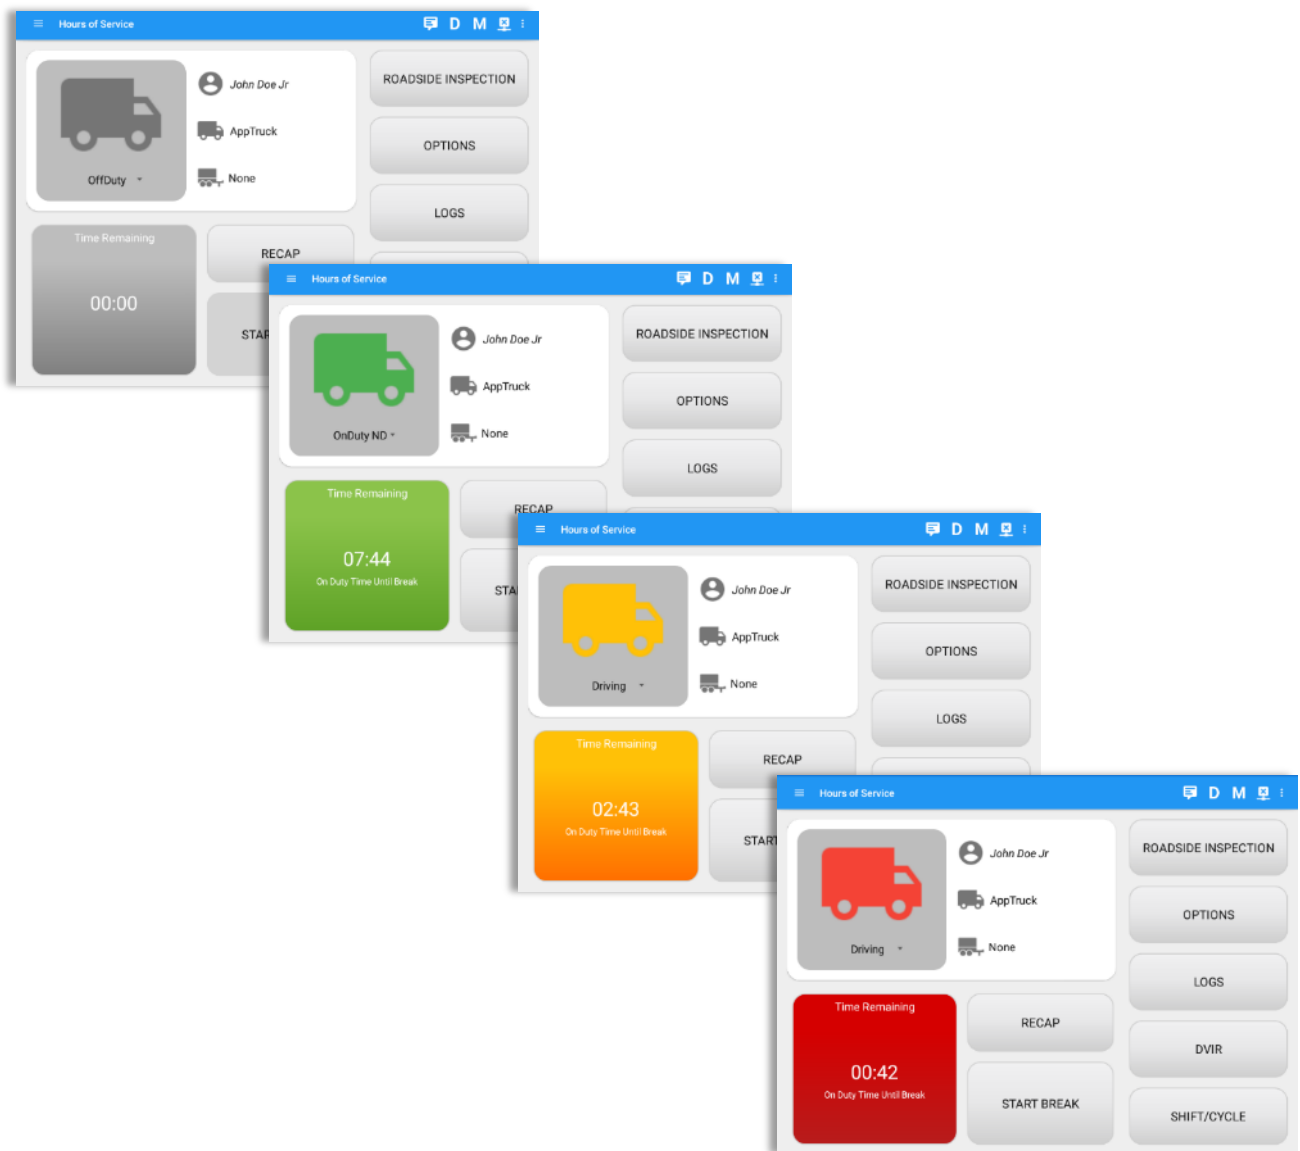 Hours of Service
D M
John Doe Jr
AppTruck
None
OffDuty
ROADSIDE INSPECTION
OPTIONS
LOGS
Time Remaining
00:00
RECAP
Hours of Service
D M
John Doe Jr
AppTruck
None
OnDuty ND
ROADSIDE INSPECTION
OPTIONS
LOGS
Time Remaining
07:44
On Duty Time Until Break
RECAP
STA
Hours of Service
D M
John Doe Jr
AppTruck
None
Driving
ROADSIDE INSPECTION
OPTIONS
LOGS
Time Remaining
02:43
On Duty Time Until Break
RECAP
START
Hours of Service
D M
John Doe Jr
AppTruck
None
Driving
ROADSIDE INSPECTION
OPTIONS
LOGS
DVIR
SHIFT/CYCLE
Time Remaining
00:42
On Duty Time Until Break
RECAP
START BREAK